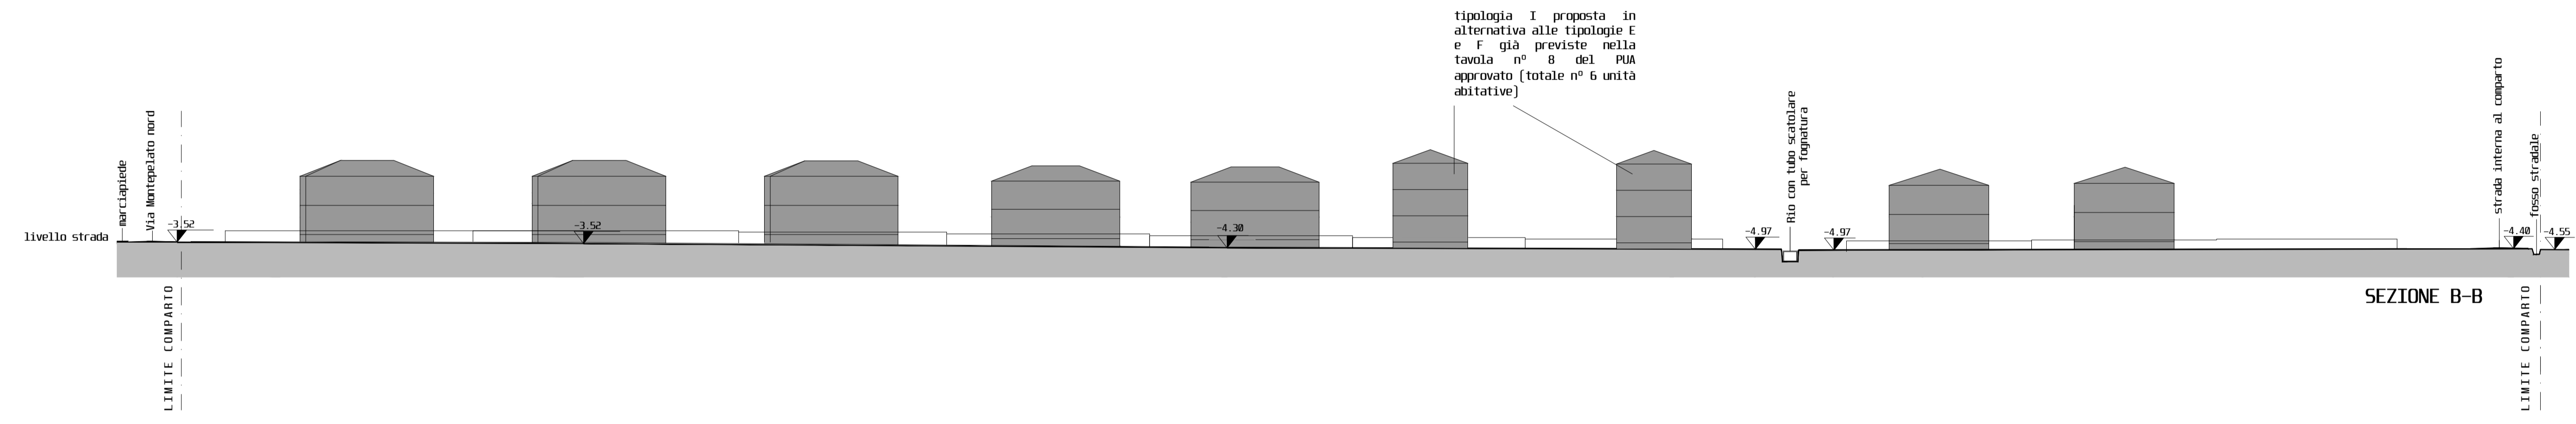 tipologia I proposta in
alternativa alle tipologie E
e F già previste nella
tavola n° 8 del PUA
approvato (totale n° 6 unità
abitative)
livello strada
marciapiede
Via Montepelato nord
-3.52
-3.52
-4.30
-4.97
Rio con tubo scatolare
per fognatura
-4.97
strada interna al comparto
-4.40
fosso stradale
-4.55
LIMITE COMPARTO
SEZIONE B-B
LIMITE COMPARTO